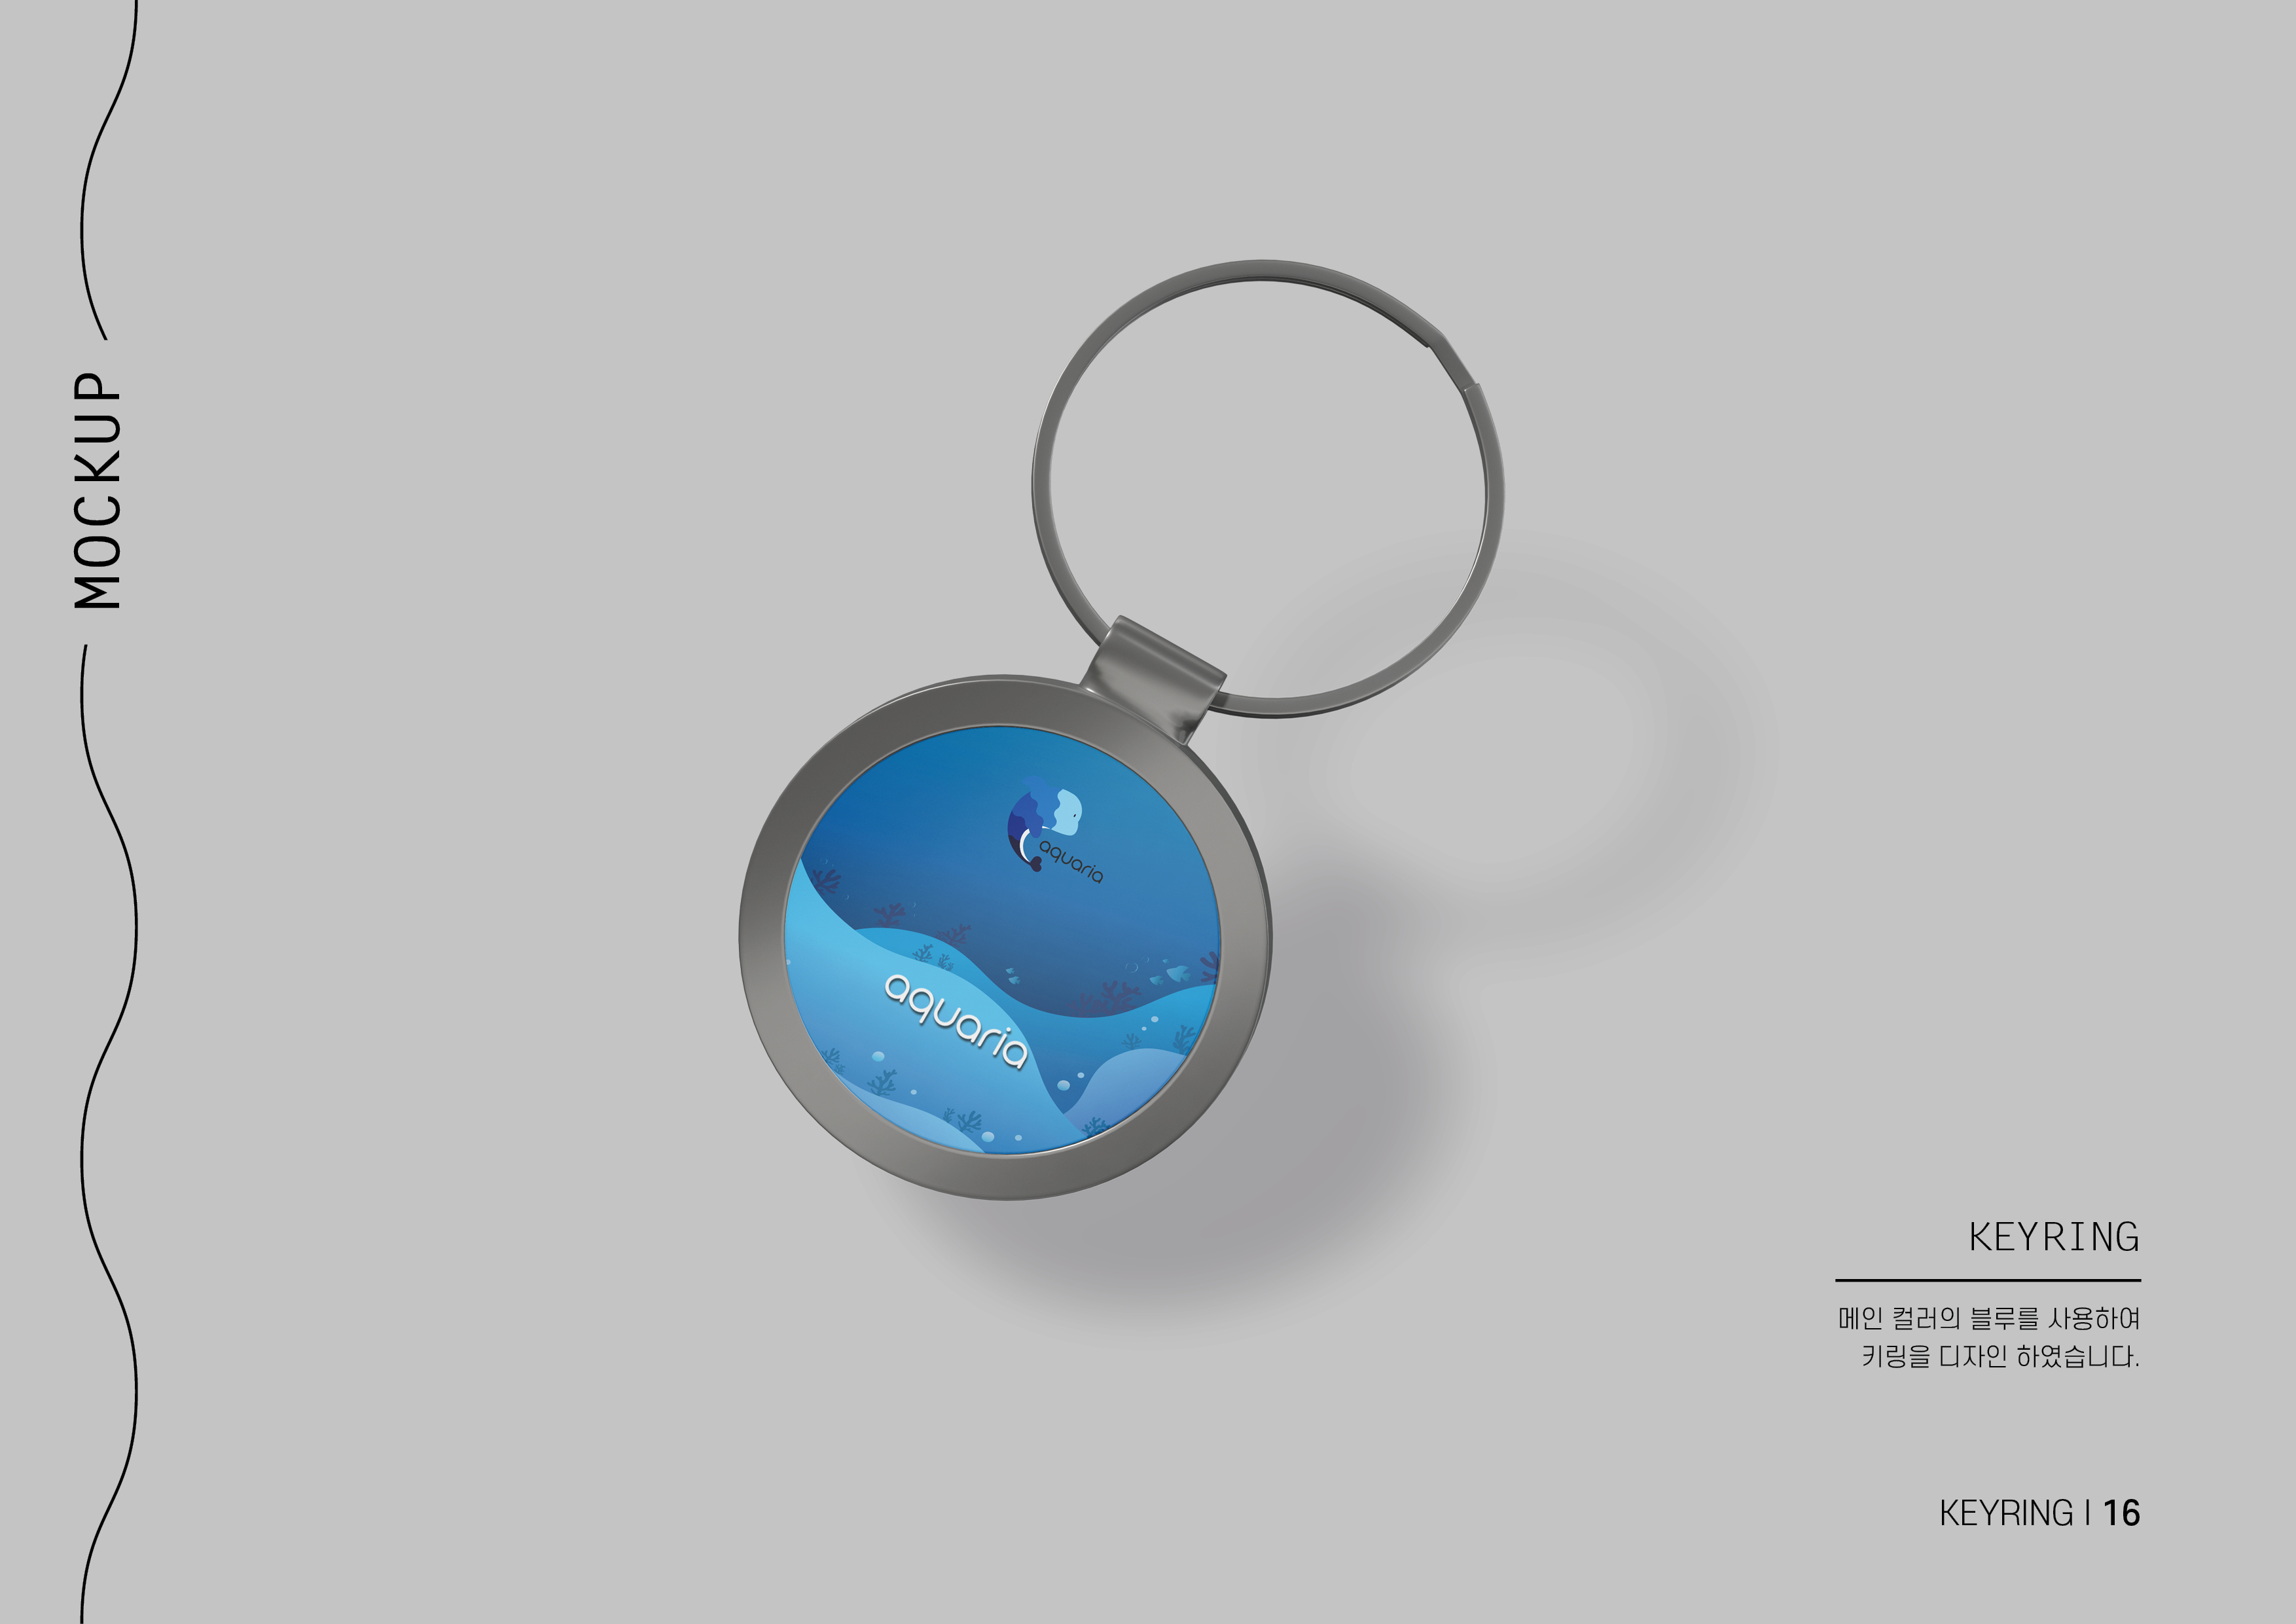 MOCKUP
aquaria
aquaria
KEYRING
메인 컬러의 블루를 사용하여
키링을 디자인 하였습니다.
KEYRING | 16